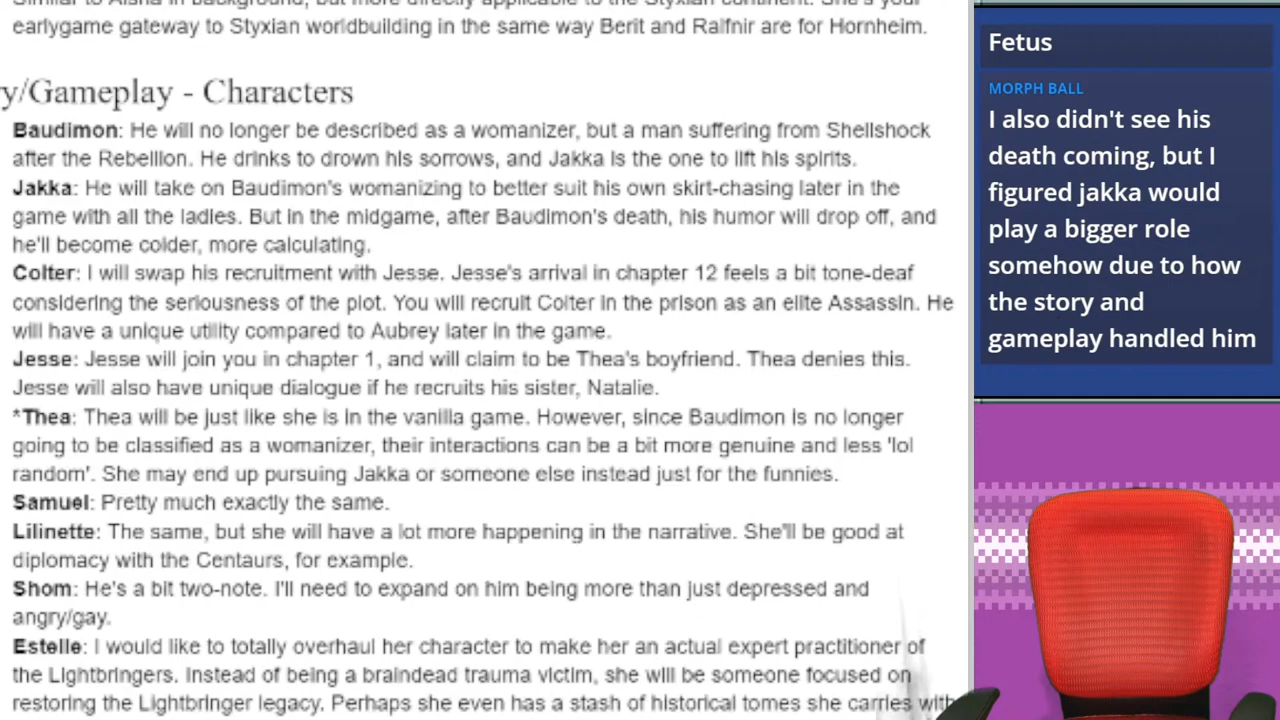 Similar to Aisha in background, but more directly applicable to the Styxian continent. She's your
earlygame gateway to Styxian worldbuilding in the same way Berit and Ralfnir are for Hornheim.
y/Gameplay - Characters
Baudimon: He will no longer be described as a womanizer, but a man suffering from Shellshock
after the Rebellion. He drinks to drown his sorrows, and Jakka is the one to lift his spirits.
Jakka: He will take on Baudimon's womanizing to better suit his own skirt-chasing later in the
game with all the ladies. But in the midgame, after Baudimon's death, his humor will drop off, and
he'll become colder, more calculating.
Colter: I will swap his recruitment with Jesse. Jesse's arrival in chapter 12 feels a bit tone-deaf
considering the seriousness of the plot. You will recruit Colter in the prison as an elite Assassin. He
will have a unique utility compared to Aubrey later in the game.
Jesse: Jesse will join you in chapter 1, and will claim to be Thea's boyfriend. Thea denies this.
Jesse will also have unique dialogue if he recruits his sister, Natalie.
*Thea: Thea will be just like she is in the vanilla game. However, since Baudimon is no longer
going to be classified as a womanizer, their interactions can be a bit more genuine and less 'lol
random'. She may end up pursuing Jakka or someone else instead just for the funnies.
Samuel: Pretty much exactly the same.
Lilinette: The same, but she will have a lot more happening in the narrative. She'll be good at
diplomacy with the Centaurs, for example.
Shom: He's a bit two-note. I'll need to expand on him being more than just depressed and
angry/gay.
Estelle: I would like to totally overhaul her character to make her an actual expert practitioner of
the Lightbringers. Instead of being a braindead trauma victim, she will be someone focused on
restoring the Lightbringer legacy. Perhaps she even has a stash of historical tomes she carries with
Fetus
MORPH BALL
I also didn't see his
death coming, but I
figured jakka would
play a bigger role
somehow due to how
the story and
gameplay handled him